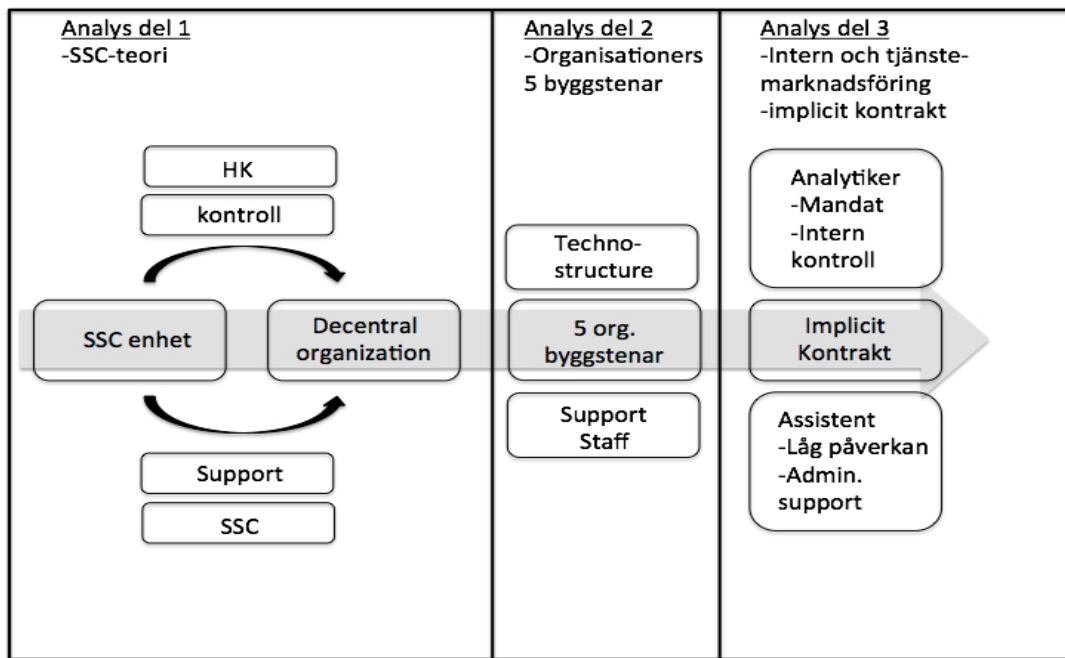 Analys del 1
-SSC-teori
HK
kontroll
SSC enhet
Decentral
organization
Support
SSC
Analys del 2
-Organisationers
5 byggstenar
Techno-
structure
5 org.
byggstenar
Support
Staff
Analys del 3
-Intern och tjänste-
marknadsföring
-implicit kontrakt
Analytiker
-Mandat
-Intern
kontroll
Implicit
Kontrakt
Assistent
-Låg påverkan
-Admin.
support